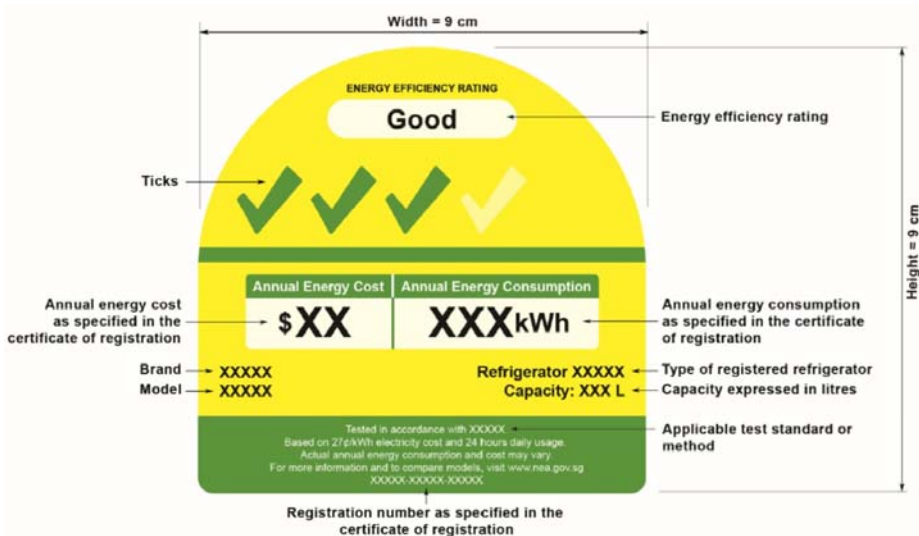 Width = 9 cm
ENERGY EFFICIENCY RATING
Good
Energy efficiency rating
Ticks
Height = 9 cm
Annual Energy Cost
Annual Energy Consumption
$XX
XXXkWh
Annual energy cost
as specified in the
certificate of registration
Annual energy consumption
as specified in the certificate
of registration
Brand
XXXXX
Refrigerator XXXXX
Type of registered refrigerator
Model
XXXXX
Capacity: XXX L
Capacity expressed in litres
Tested in accordance with XXXXX
Based on 27¢/kWh electricity cost and 24 hours daily usage.
Actual annual energy consumption and cost may vary.
For more information and to compare models, visit www.nea.gov.sg
XXXXX-XXXXX-XXXXX
Applicable test standard or
method
Registration number as specified in the
certificate of registration